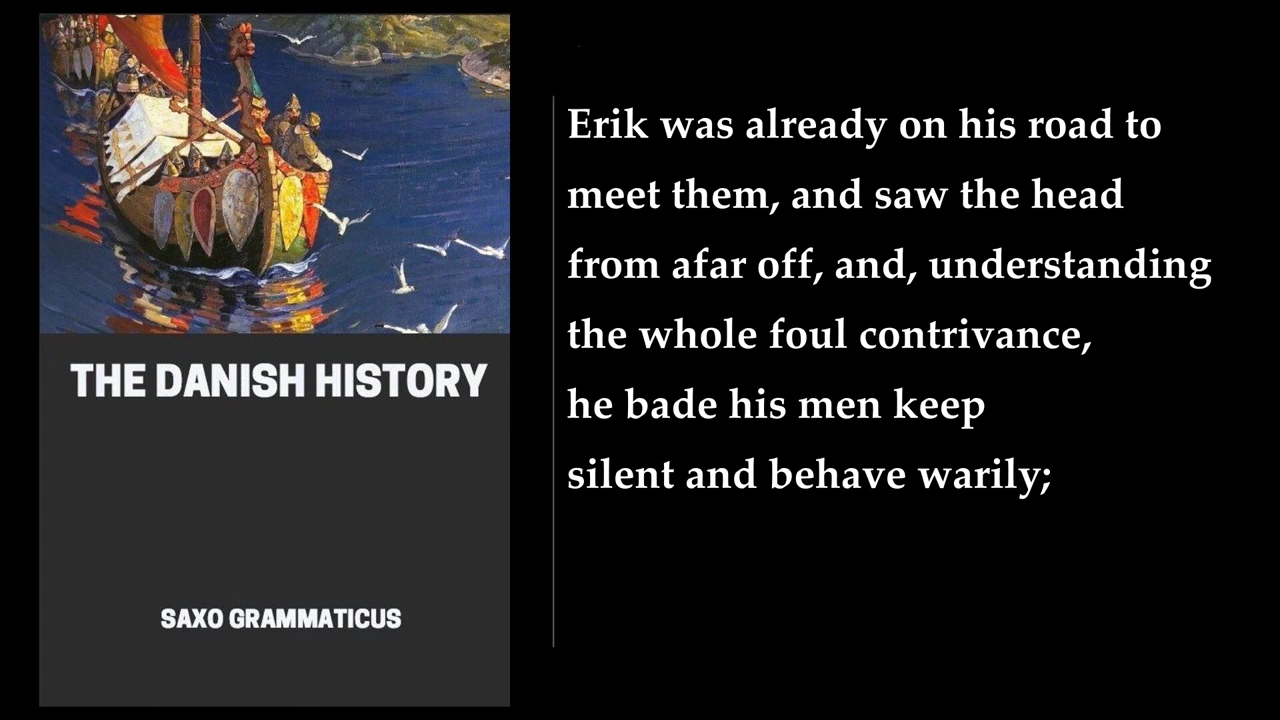 THE DANISH HISTORY
SAXO GRAMMATICUS
Erik was already on his road to
meet them, and saw the head
from afar off, and, understanding
the whole foul contrivance,
he bade his men keep
silent and behave warily;